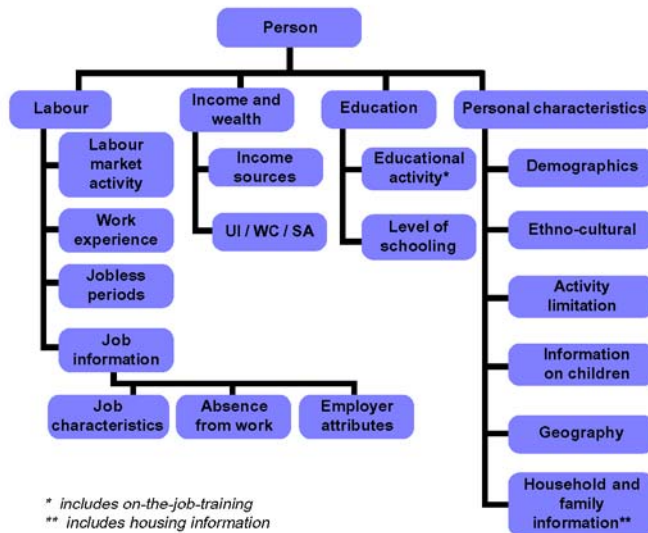 Person
Labour
Income and
wealth
Education
Personal characteristics
Labour
market
activity
Work
experience
Jobless
periods
Job
information
Job
characteristics
Absence
from work
Employer
attributes
Income
sources
UI / WC / SA
Educational
activity*
Level of
schooling
Demographics
Ethno-cultural
Activity
limitation
Information
on children
Geography
Household and
family
information**
* includes on-the-job-training
** includes housing information